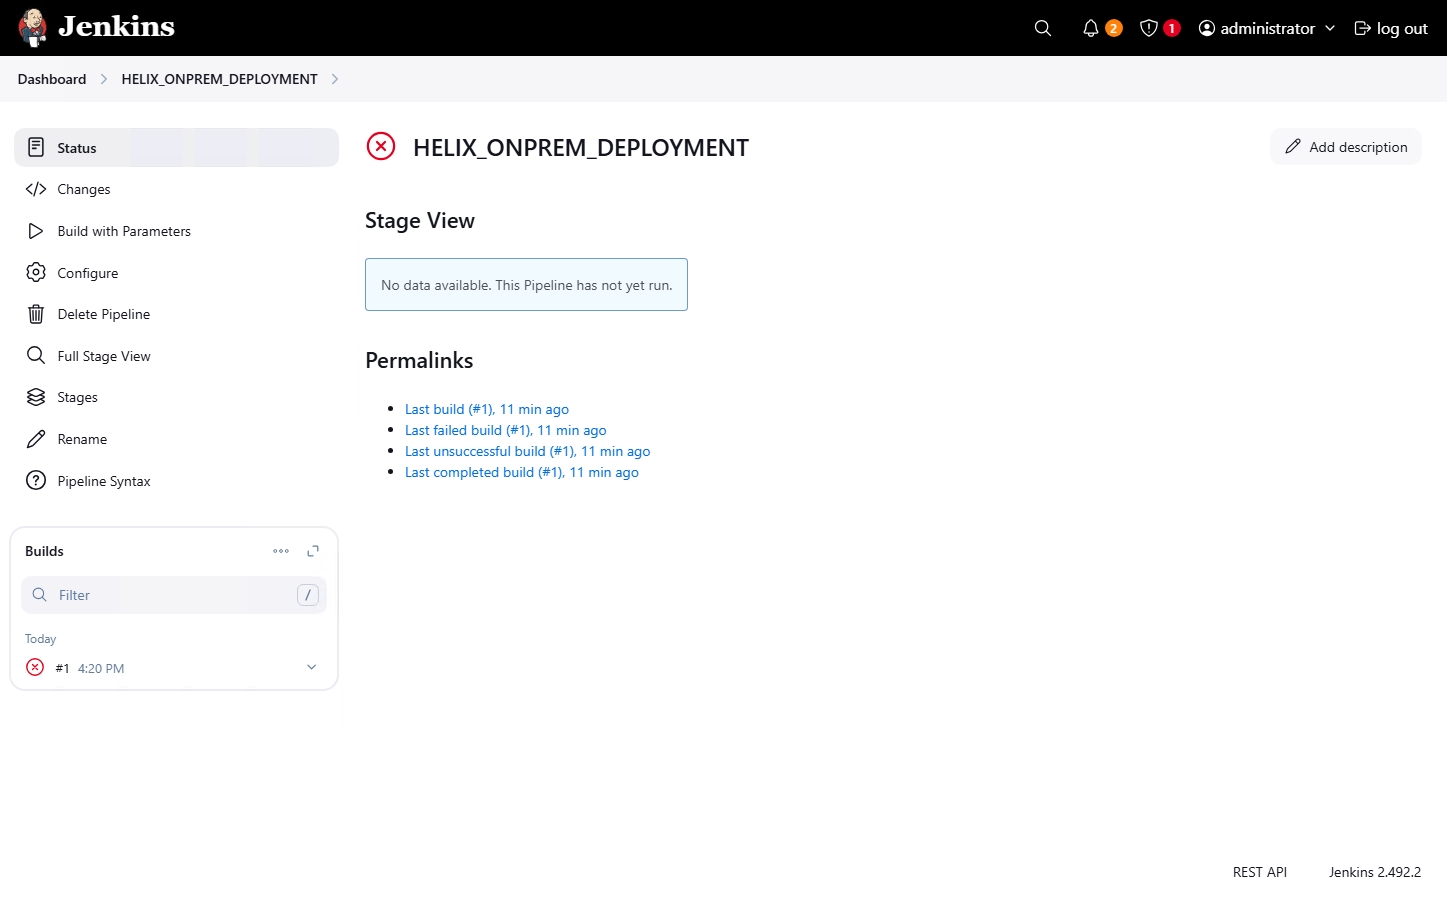 Jenkins
2
1
administrator
log out
Dashboard
HELIX_ONPREM_DEPLOYMENT
Status
Changes
Build with Parameters
Configure
Delete Pipeline
Full Stage View
Stages
Rename
Pipeline Syntax
Builds
Filter
/
Today
#1 4:20 PM
HELIX_ONPREM_DEPLOYMENT
Add description
Stage View
No data available. This Pipeline has not yet run.
Permalinks
Last build (#1), 11 min ago
Last failed build (#1), 11 min ago
Last unsuccessful build (#1), 11 min ago
Last completed build (#1), 11 min ago
REST API
Jenkins 2.492.2